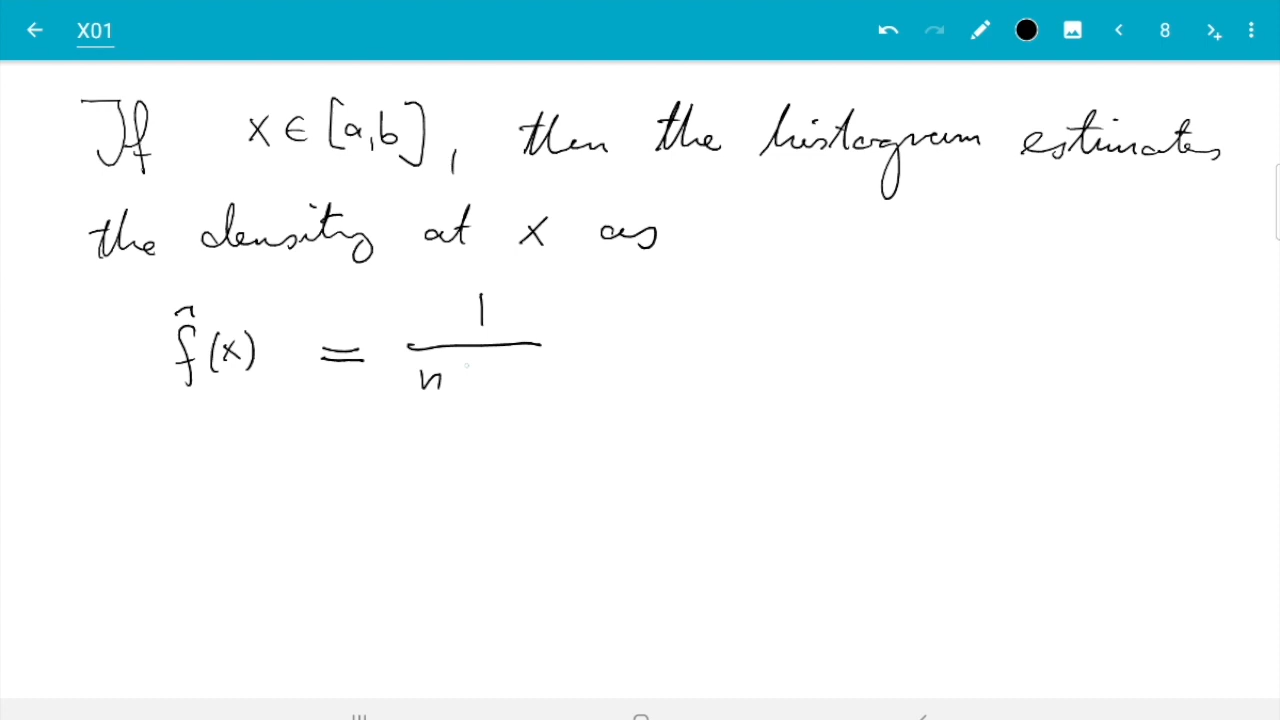 X01
8
If x ∈ [a,b], then the histogram estimates
the density at x as
f̂(x) = 1
n